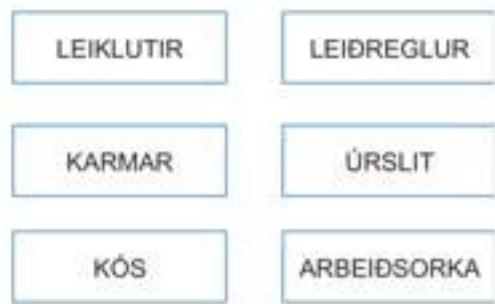 LEIKLUTIR
LEIÐREGLUR
KARMAR
ÚRSLIT
KÓS
ARBEIÐSORKA